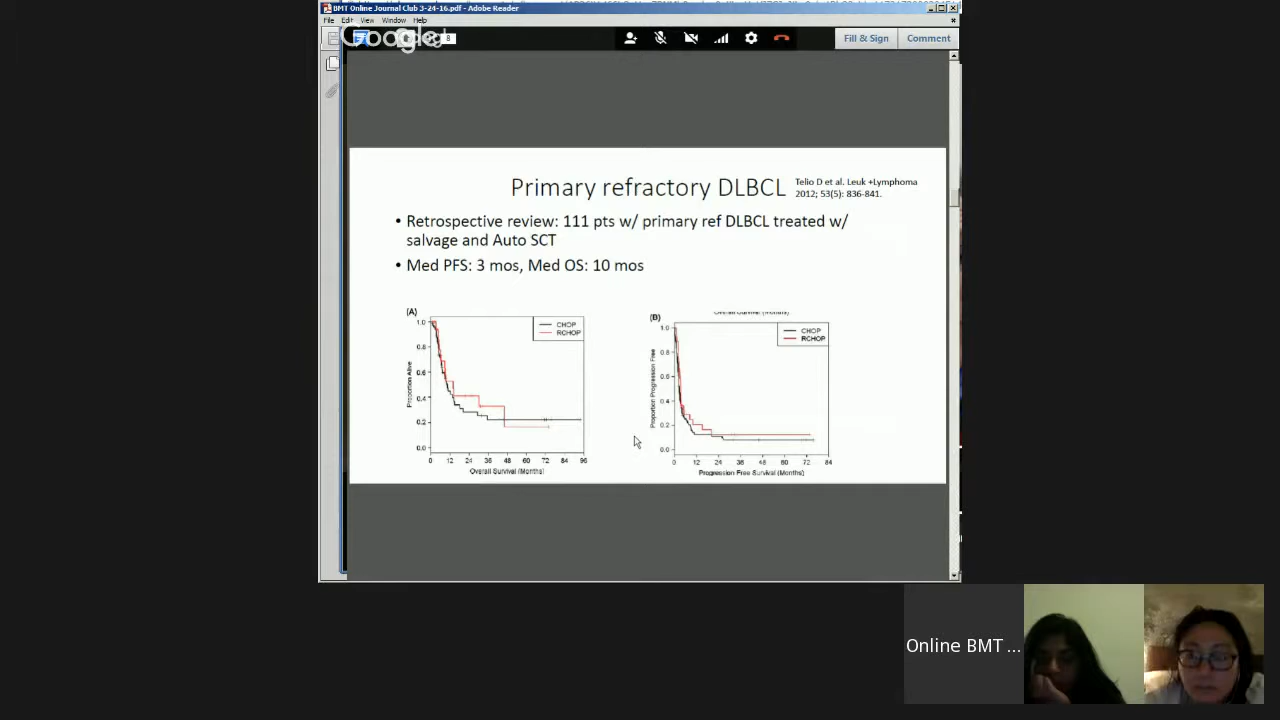 BMT Online Journal Club 3-24-16.pdf - Adobe Reader
File Edit View Window Help
Google
8
Fill & Sign
Comment
Primary refractory DLBCL
Telio D et al. Leuk +Lymphoma
2012; 53(5): 836-841.
• Retrospective review: 111 pts w/ primary ref DLBCL treated w/
salvage and Auto SCT
• Med PFS: 3 mos, Med OS: 10 mos
(A)
CHOP
RCHOP
Proportion Alive
1.0
0.8
0.6
0.4
0.2
0.0
0 12 24 36 48 60 72 84 96
Overall Survival (Months)
Overall Survival (Months)
(B)
CHOP
RCHOP
Proportion Progression Free
1.0
0.8
0.6
0.4
0.2
0.0
0 12 24 36 48 60 72 84
Progression Free Survival (Months)
Online BMT ...